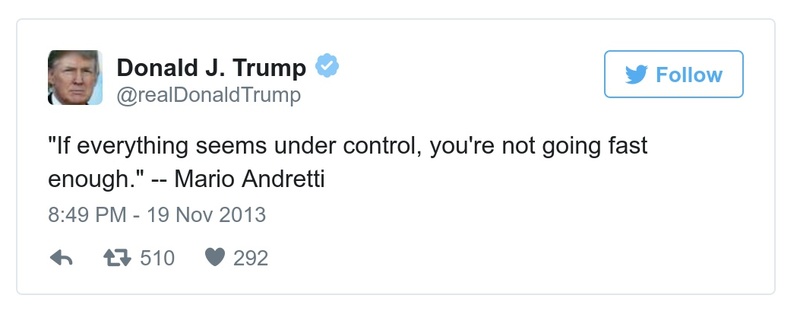 Donald J. Trump
@realDonaldTrump
Follow
"If everything seems under control, you're not going fast
enough." -- Mario Andretti
8:49 PM - 19 Nov 2013
510 292